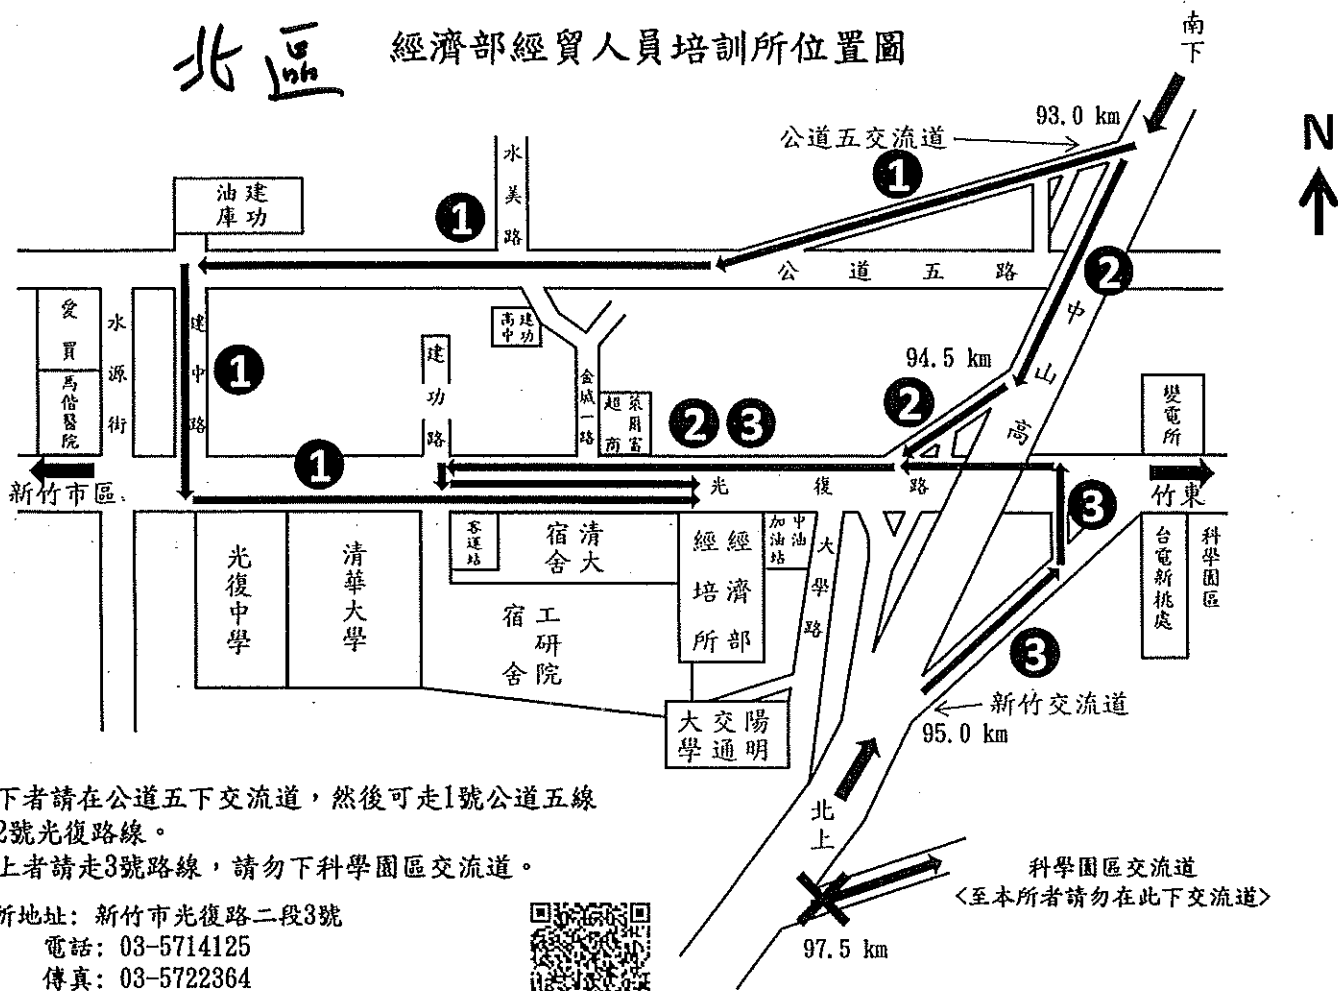 北區
經濟部經貿人員培訓所位置圖
南下
N
93.0 km
公道五交流道
1
水美路
建功油庫
1
公道五路
2
中山高
愛買
水源街
建中路
1
建功高中
建功路
金城一路
萊爾富超商
94.5 km
2
2 3
馬偕醫院
變電所
新竹市區
1
光復路
竹東
3
光復中學
清華大學
客運站
清大宿舍
經濟部經培所
中油加油站
大學路
台電新桃處
科學園區
工研院宿舍
3
新竹交流道
95.0 km
陽明交通大學
下者請在公道五下交流道，然後可走1號公道五線
2號光復路線。
上者請走3號路線，請勿下科學園區交流道。
北上
科學園區交流道
<至本所者請勿在此下交流道>
97.5 km
所地址: 新竹市光復路二段3號
電話: 03-5714125
傳真: 03-5722364